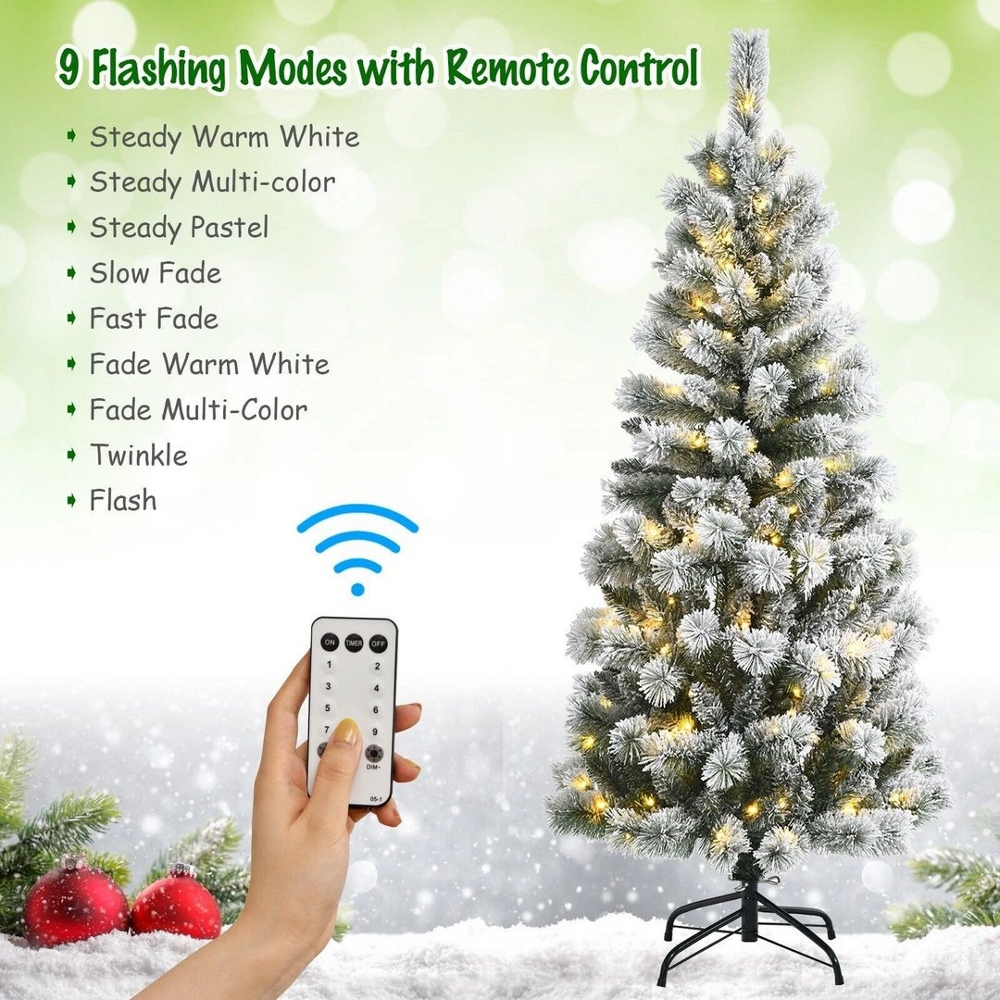 9 Flashing Modes with Remote Control
Steady Warm White
Steady Multi-color
Steady Pastel
Slow Fade
Fast Fade
Fade Warm White
Fade Multi-Color
Twinkle
Flash
ON TIMER OFF
1 2
3 4
5 6
7 9
DIM-
05-1